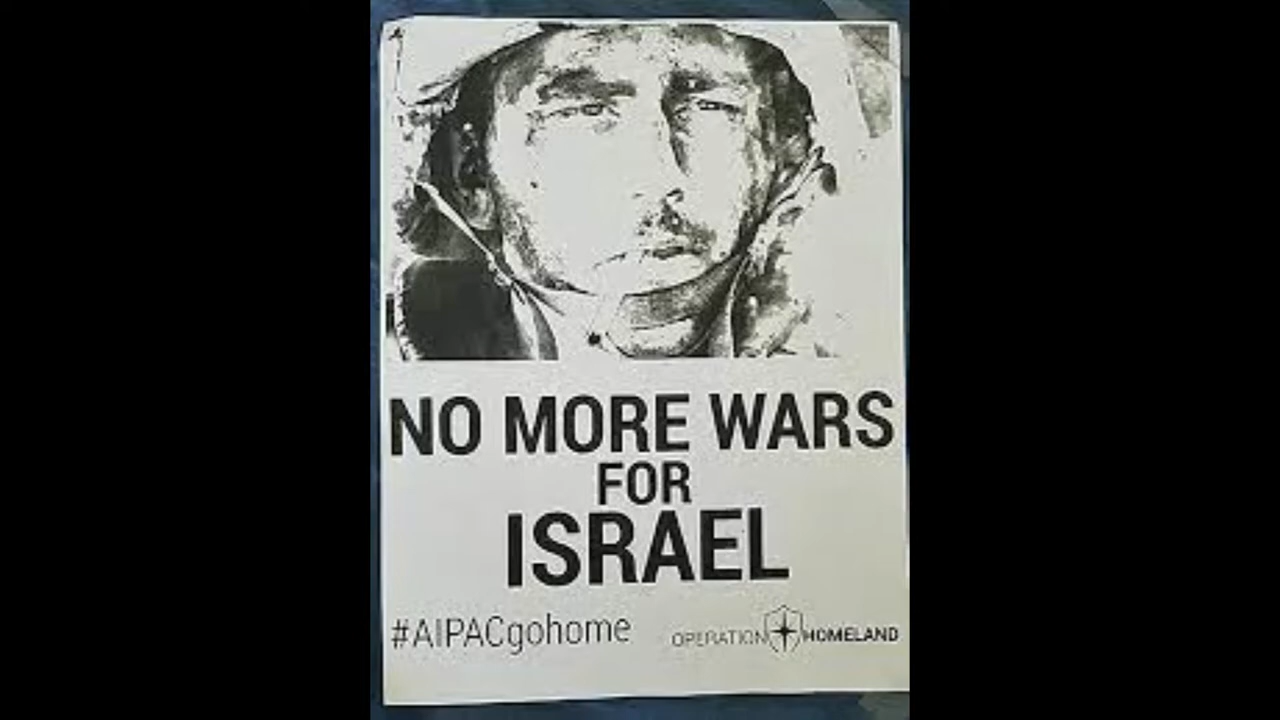 NO MORE WARS
FOR
ISRAEL
#AIPACgohome
OPERATION HOMELAND